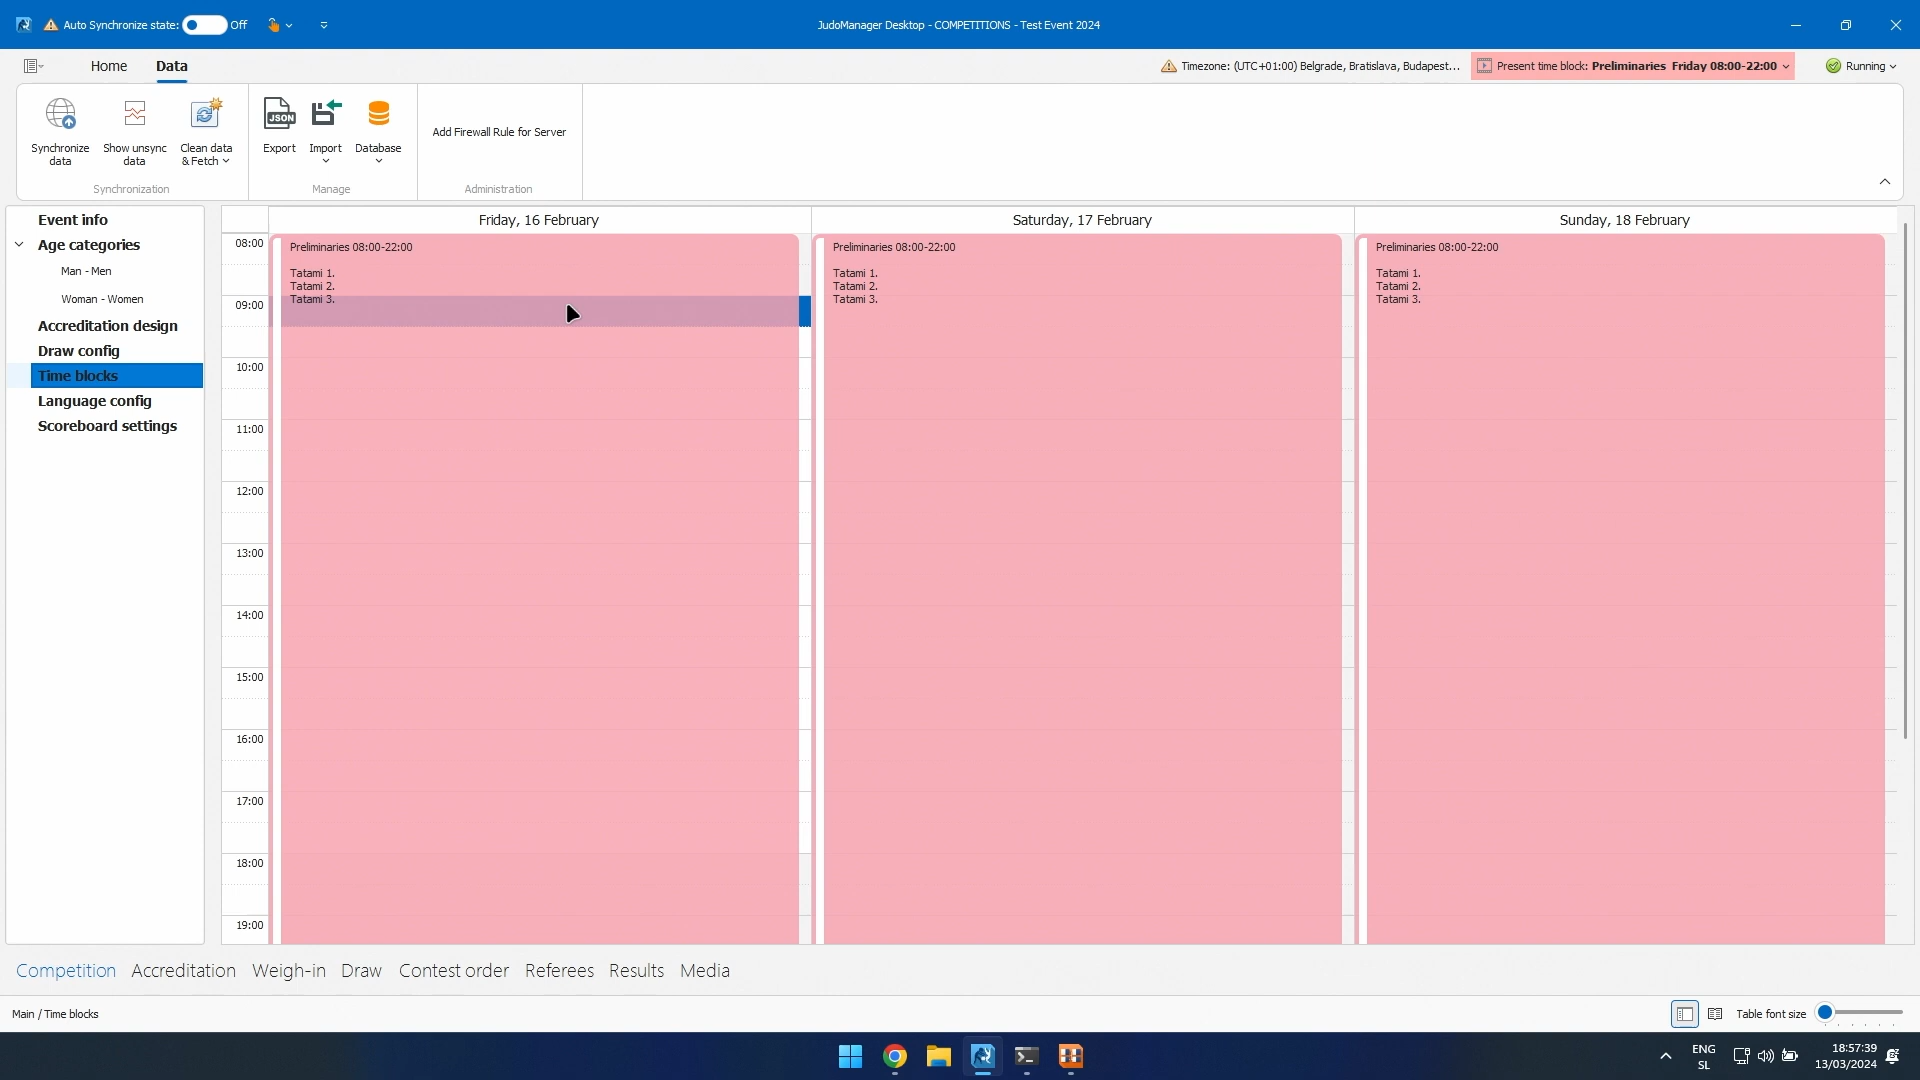 Auto Synchronize state: Off
JudoManager Desktop - COMPETITIONS - Test Event 2024
Home Data
Timezone: (UTC+01:00) Belgrade, Bratislava, Budapest... Present time block: Preliminaries Friday 08:00-22:00 Running
Synchronize data
Show unsync data
Clean data & Fetch
JSON
Export
Import
Database
Add Firewall Rule for Server
Synchronization
Manage
Administration
Event info
Age categories
Man - Men
Woman - Women
Accreditation design
Draw config
Time blocks
Language config
Scoreboard settings
Friday, 16 February
Saturday, 17 February
Sunday, 18 February
08:00
09:00
10:00
11:00
12:00
13:00
14:00
15:00
16:00
17:00
18:00
19:00
Preliminaries 08:00-22:00
Tatami 1.
Tatami 2.
Tatami 3.
Preliminaries 08:00-22:00
Tatami 1.
Tatami 2.
Tatami 3.
Preliminaries 08:00-22:00
Tatami 1.
Tatami 2.
Tatami 3.
Competition Accreditation Weigh-in Draw Contest order Referees Results Media
Main / Time blocks
Table font size
ENG
SL
18:57:39
13/03/2024